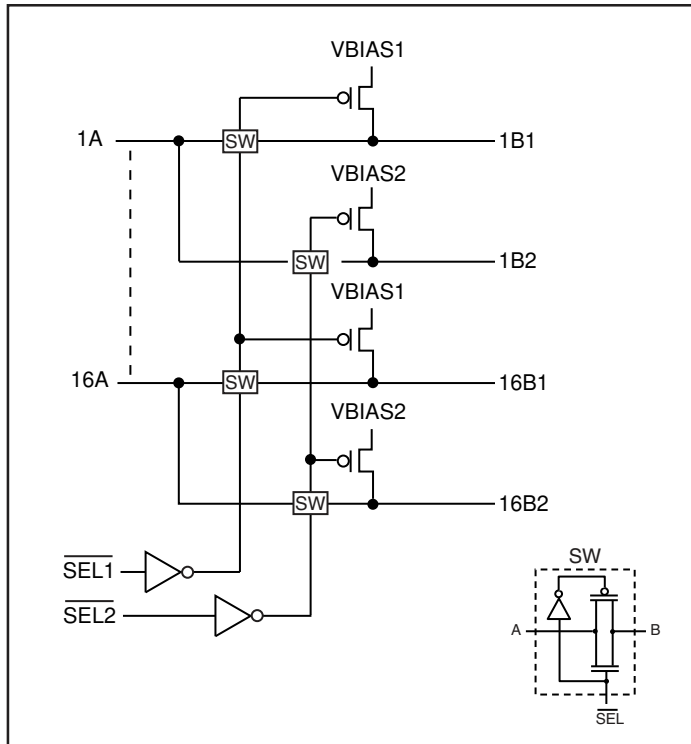 VBIAS1
1A
SW
1B1
VBIAS2
SW
1B2
VBIAS1
16A
SW
16B1
VBIAS2
SW
16B2
SEL1
SEL2
SW
A
B
SEL